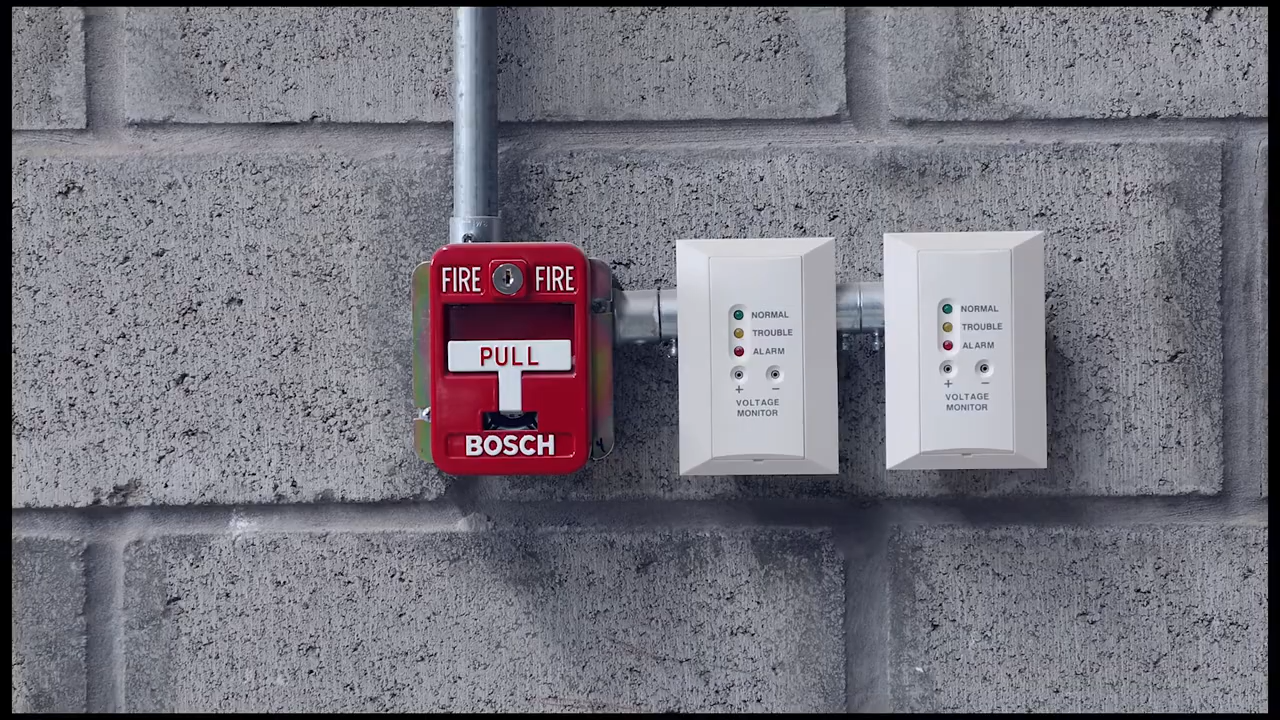 FIRE FIRE
PULL
BOSCH
NORMAL
TROUBLE
ALARM
+ −
VOLTAGE
MONITOR
NORMAL
TROUBLE
ALARM
+ −
VOLTAGE
MONITOR